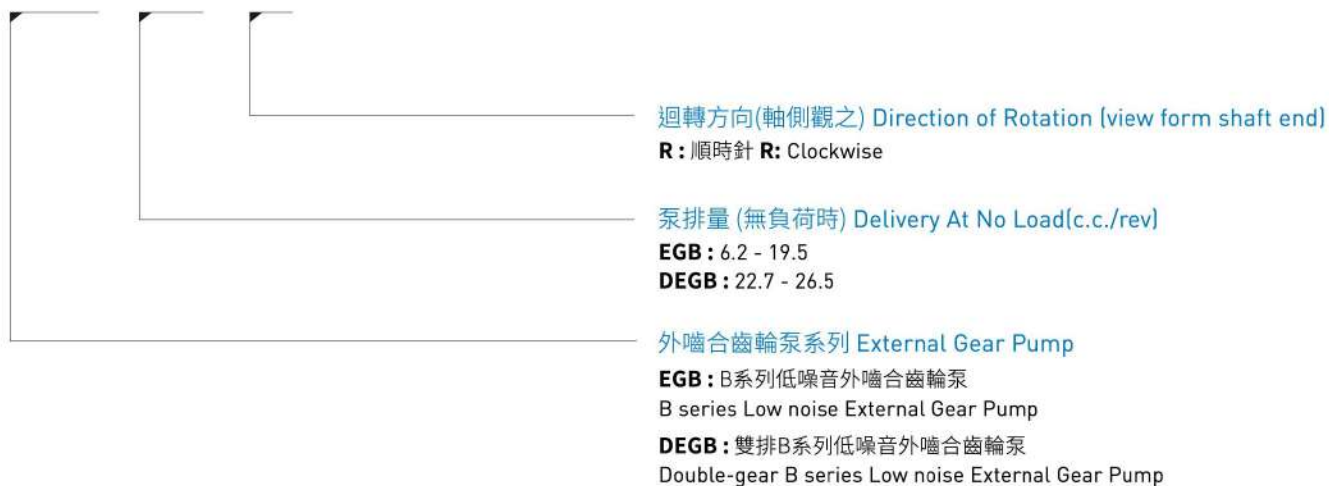 迴轉方向(軸側觀之) Direction of Rotation (view form shaft end)
R : 順時針 R: Clockwise
泵排量 (無負荷時) Delivery At No Load(c.c./rev)
EGB : 6.2 - 19.5
DEGB : 22.7 - 26.5
外嚙合齒輪泵系列 External Gear Pump
EGB : B系列低噪音外嚙合齒輪泵
B series Low noise External Gear Pump
DEGB : 雙排B系列低噪音外嚙合齒輪泵
Double-gear B series Low noise External Gear Pump